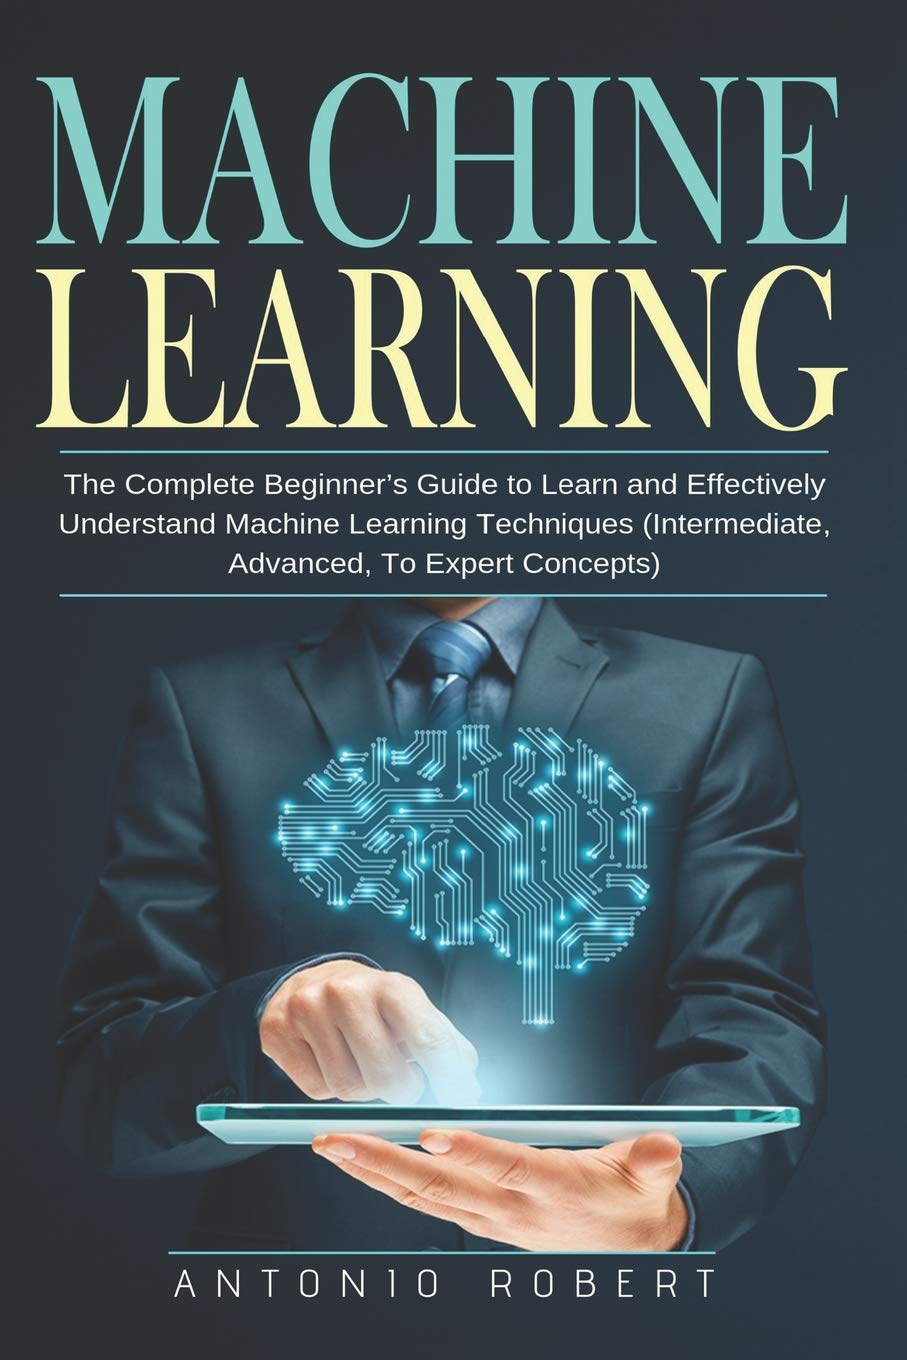 MACHINE
LEARNING
The Complete Beginner’s Guide to Learn and Effectively
Understand Machine Learning Techniques (Intermediate,
Advanced, To Expert Concepts)
ANTONIO ROBERT